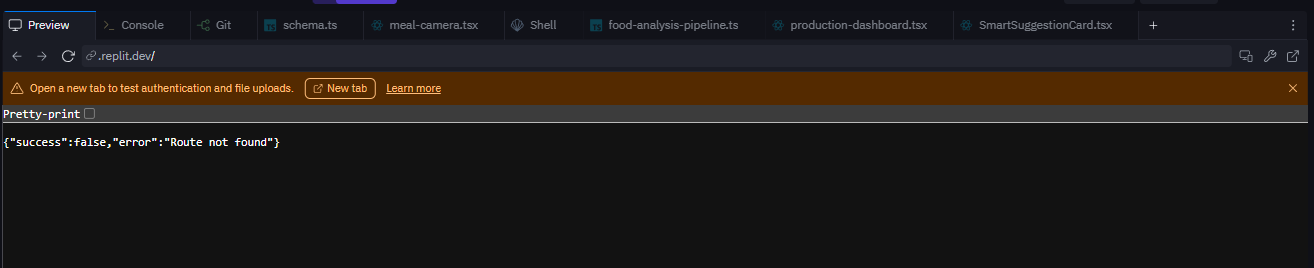 Preview Console Git schema.ts meal-camera.tsx Shell food-analysis-pipeline.ts production-dashboard.tsx SmartSuggestionCard.tsx
.replit.dev/
Open a new tab to test authentication and file uploads. New tab Learn more
Pretty-print
{"success":false,"error":"Route not found"}